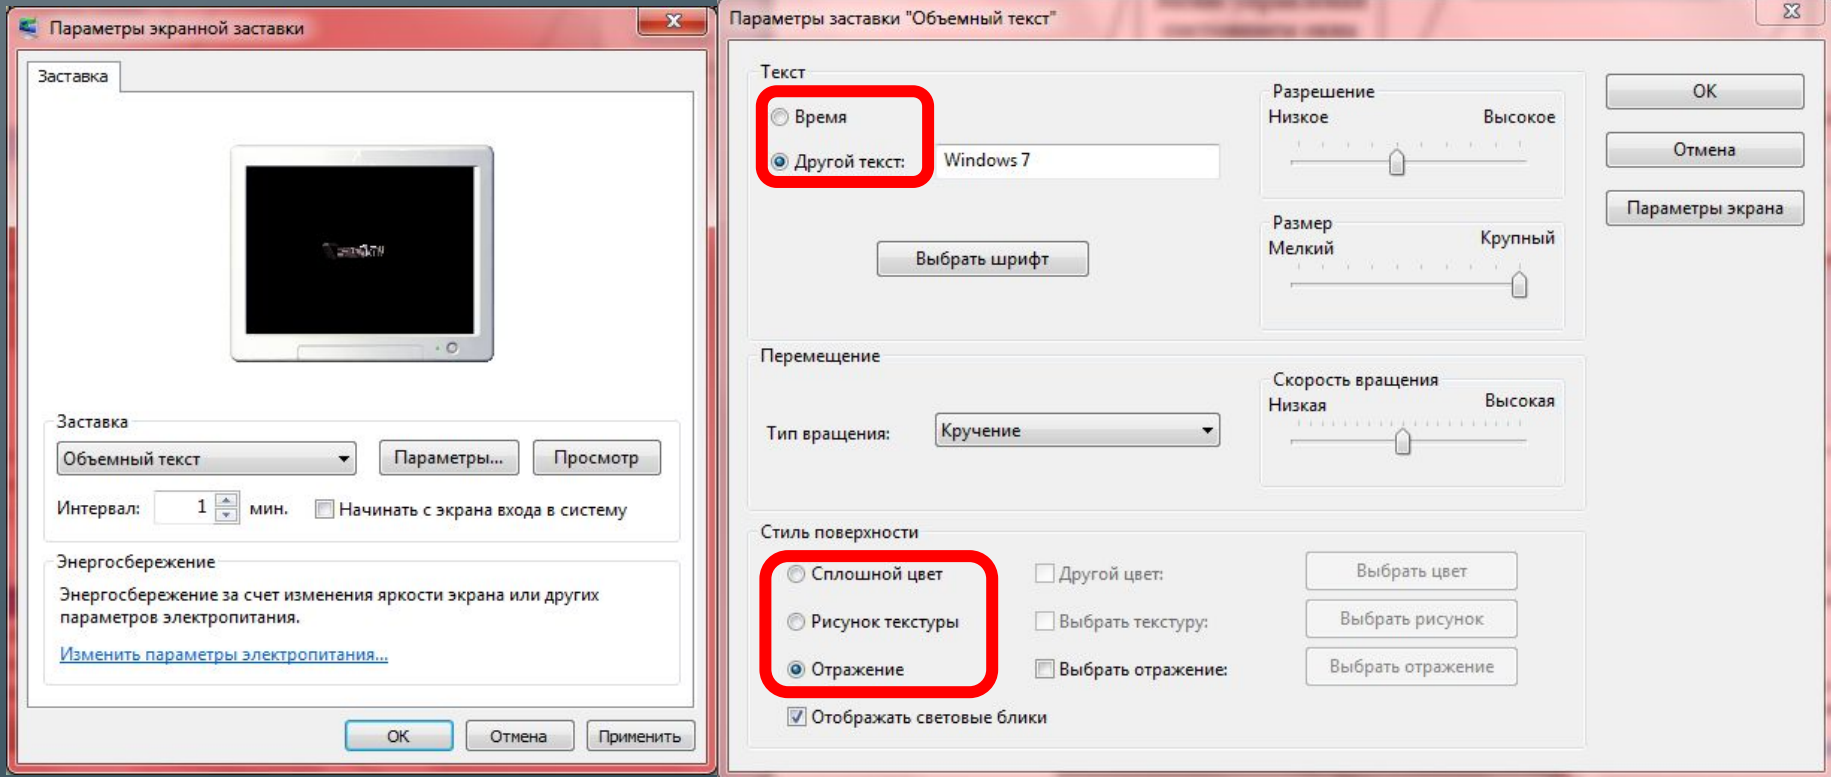 Параметры экранной заставки
Заставка
Заставка
Объемный текст
Параметры...
Просмотр
Интервал:
1
мин.
Начинать с экрана входа в систему
Энергосбережение
Энергосбережение за счет изменения яркости экрана или других
параметров электропитания.
Изменить параметры электропитания...
ОК
Отмена
Применить
Параметры заставки "Объемный текст"
Текст
Время
Другой текст:
Windows 7
Выбрать шрифт
Разрешение
Низкое
Высокое
Размер
Мелкий
Крупный
ОК
Отмена
Параметры экрана
Перемещение
Тип вращения:
Кручение
Скорость вращения
Низкая
Высокая
Стиль поверхности
Сплошной цвет
Другой цвет:
Выбрать цвет
Рисунок текстуры
Выбрать текстуру:
Выбрать рисунок
Отражение
Выбрать отражение:
Выбрать отражение
Отображать световые блики